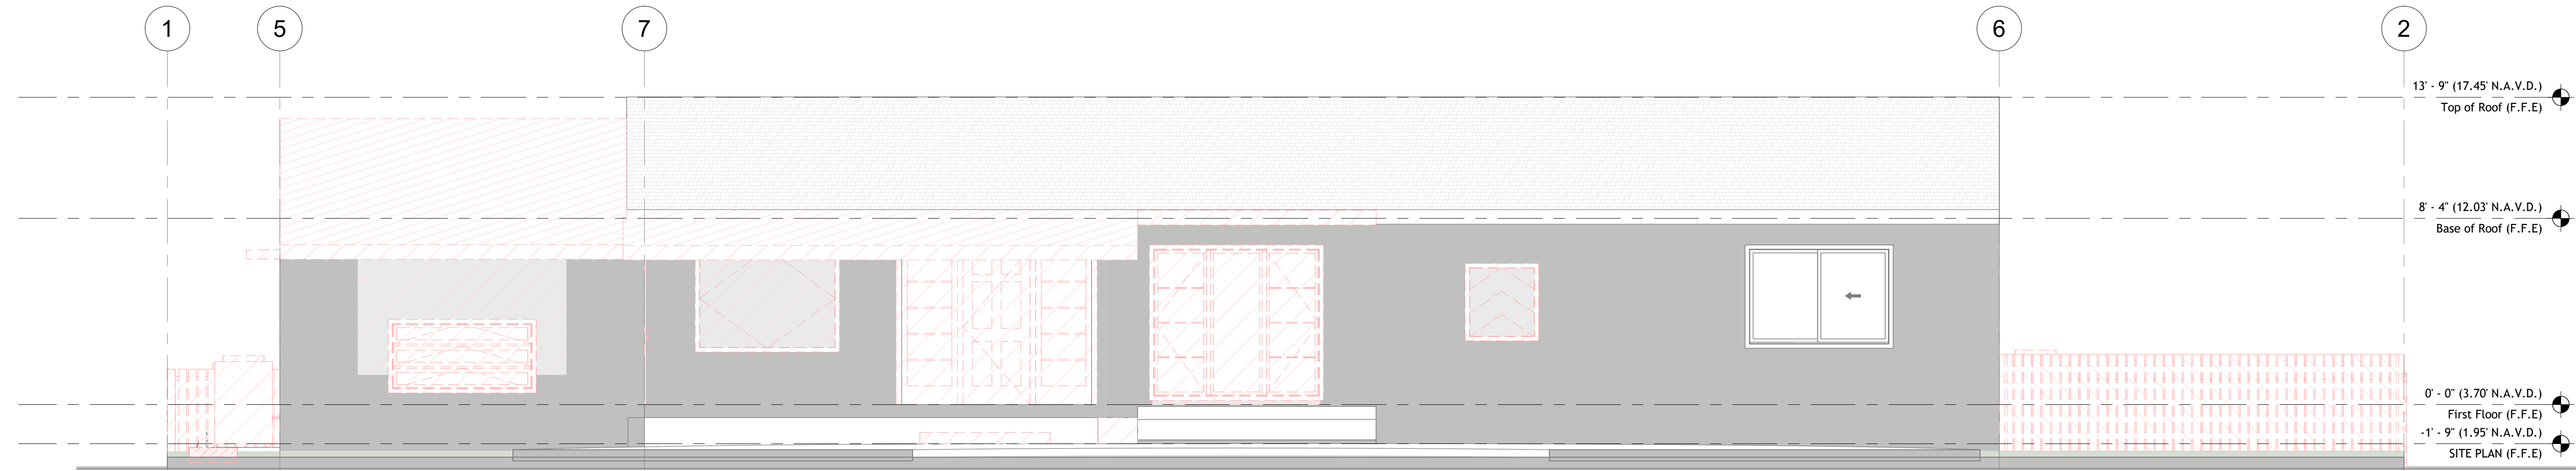 1
5
7
6
2
13' - 9" (17.45' N.A.V.D.)
Top of Roof (F.F.E)
8' - 4" (12.03' N.A.V.D.)
Base of Roof (F.F.E)
0' - 0" (3.70' N.A.V.D.)
First Floor (F.F.E)
-1' - 9" (1.95' N.A.V.D.)
SITE PLAN (F.F.E)